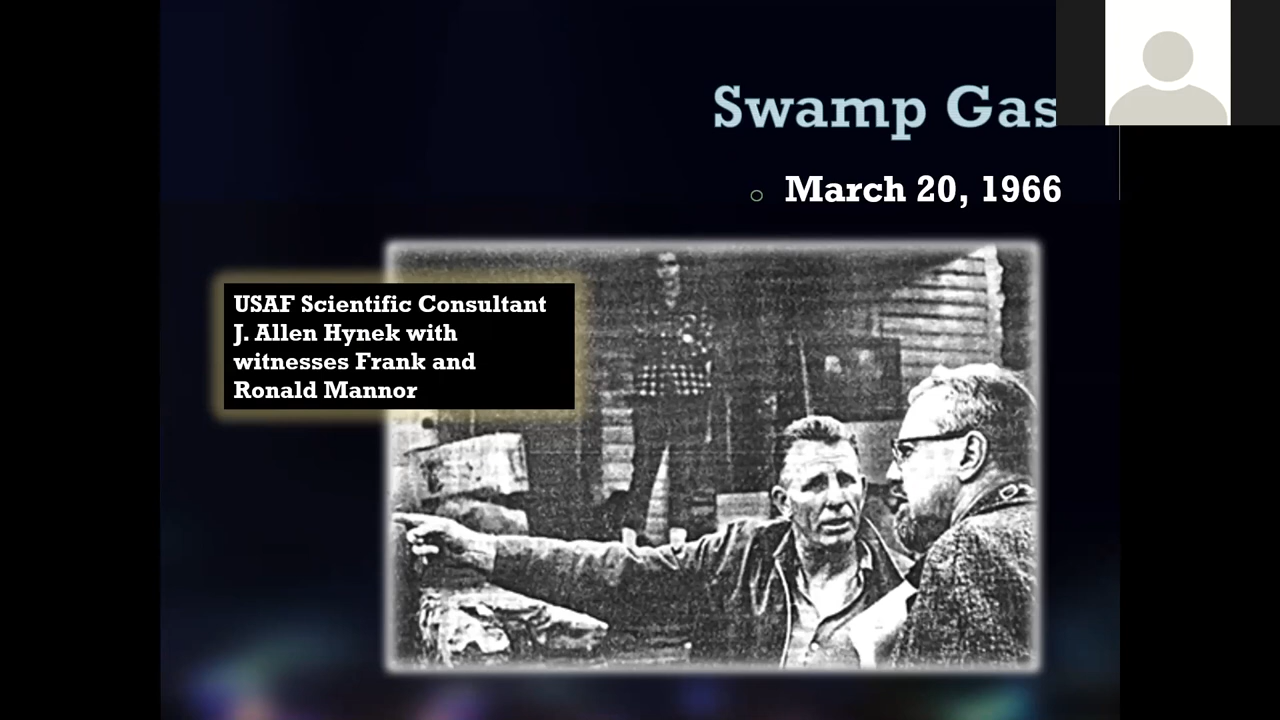 Swamp Gas
March 20, 1966
USAF Scientific Consultant
J. Allen Hynek with
witnesses Frank and
Ronald Mannor